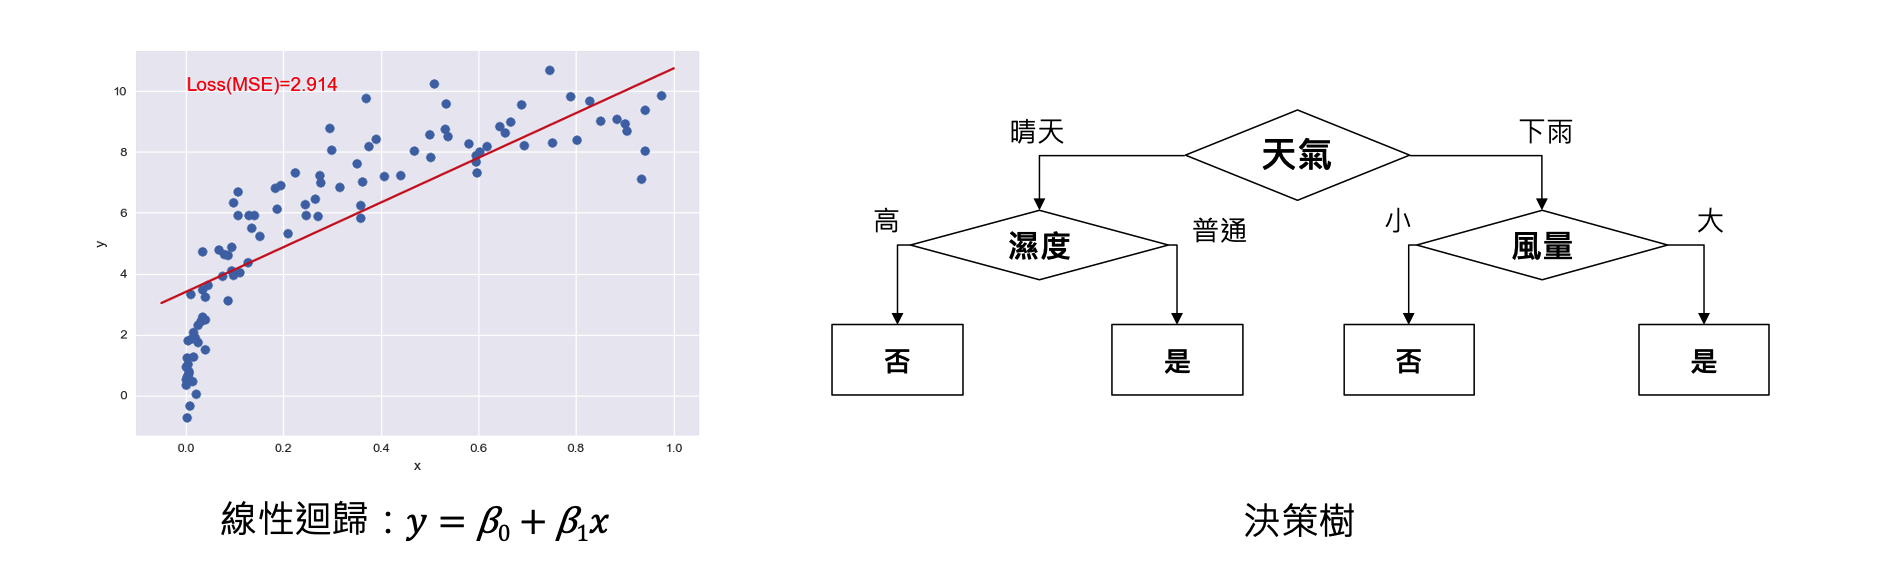 Loss(MSE)=2.914
10
8
6
4
2
0
y
0.0 0.2 0.4 0.6 0.8 1.0
x
線性迴歸：y = β0 + β1x
天氣
晴天 下雨
濕度
高 普通
風量
小 大
否 是 否 是
決策樹